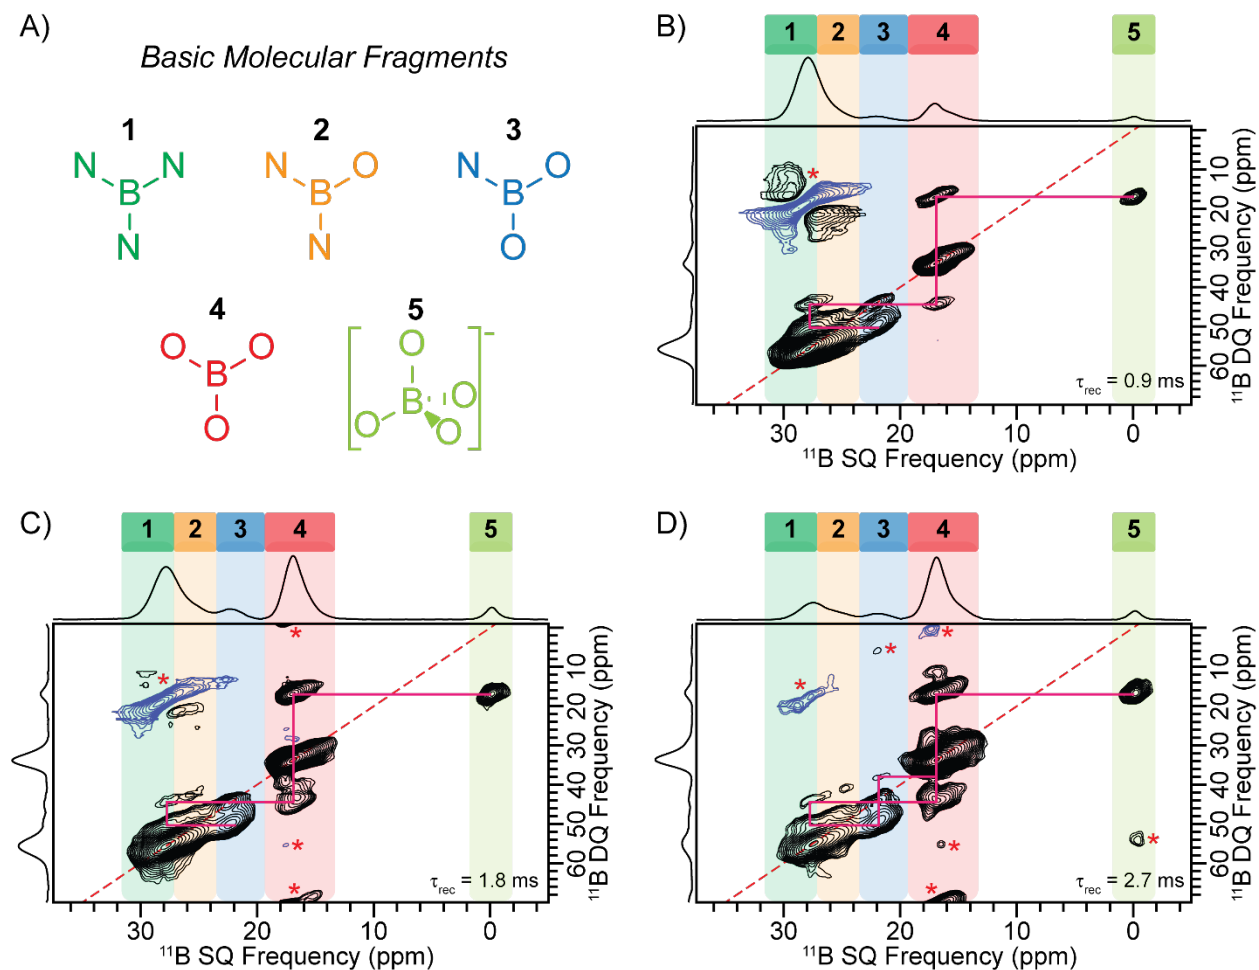 A)
Basic Molecular Fragments
1 2 3
N N N O N O
B B B
N N O
4 5
O O O
B B
O O O O
-
B)
1 2 3 4 5
*
10
20
30
40
50
60
¹¹B DQ Frequency (ppm)
τrec = 0.9 ms
30 20 10 0
¹¹B SQ Frequency (ppm)
C)
1 2 3 4 5
*
*
*
*
10
20
30
40
50
60
¹¹B DQ Frequency (ppm)
τrec = 1.8 ms
30 20 10 0
¹¹B SQ Frequency (ppm)
D)
1 2 3 4 5
*
*
*
*
*
*
10
20
30
40
50
60
¹¹B DQ Frequency (ppm)
τrec = 2.7 ms
30 20 10 0
¹¹B SQ Frequency (ppm)